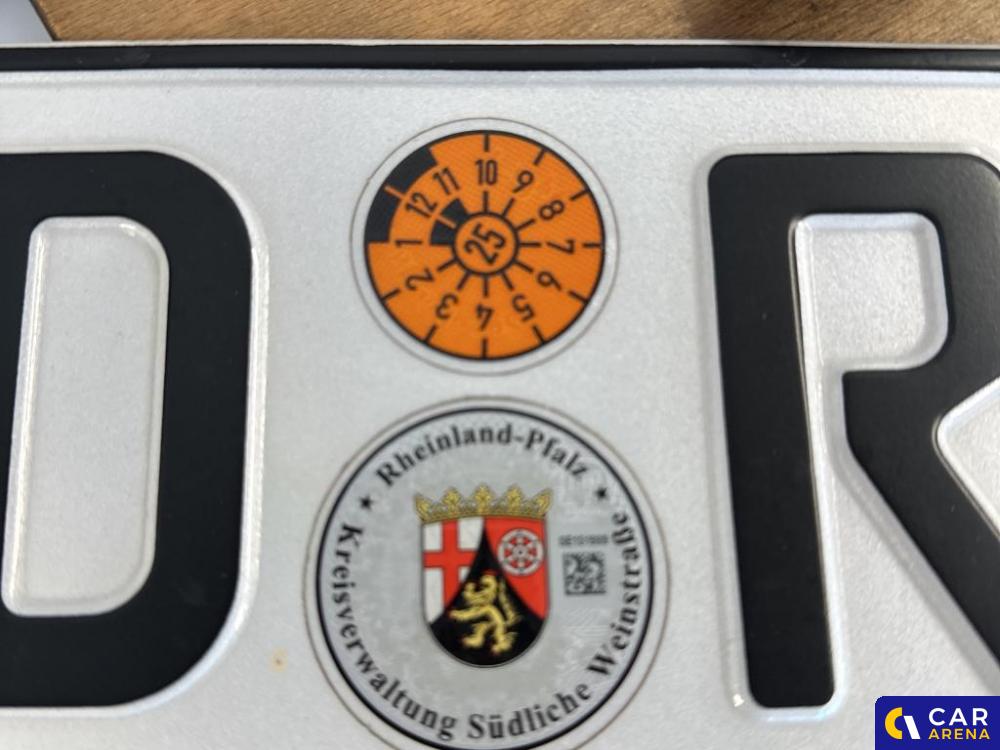 D
10 9 8 7 6 5 4 3 2 1 12 11
25
R
Rheinland-Pfalz
Kreisverwaltung Südliche Weinstraße
CAR
ARENA